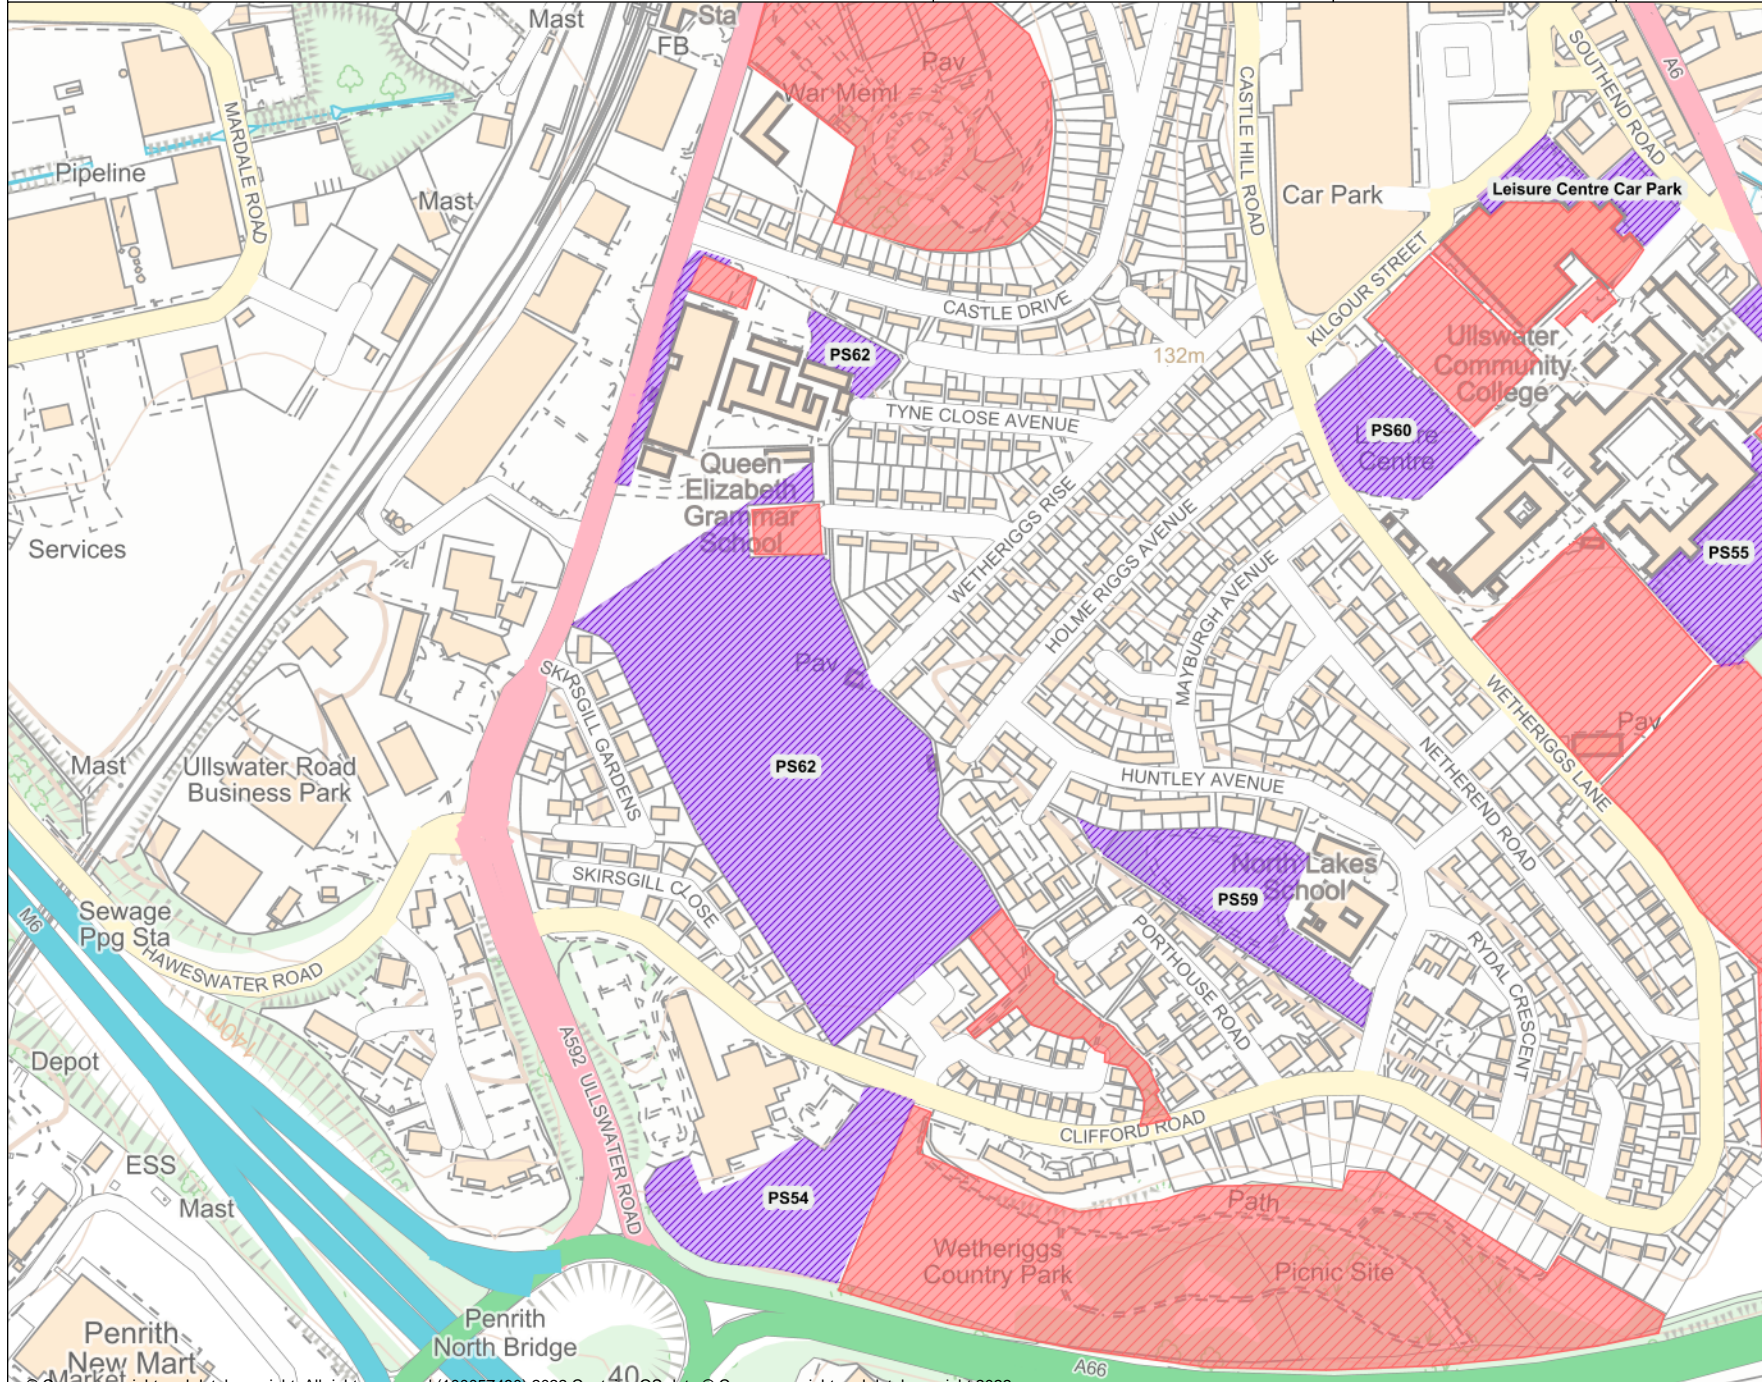 Mast
Sta
FB
Pav
War Meml
SOUTHEND ROAD
A6
MARDALE ROAD
CASTLE HILL ROAD
Pipeline
Mast
Car Park
Leisure Centre Car Park
KILGOUR STREET
CASTLE DRIVE
132m
PS62
Ullswater
Community
College
TYNE CLOSE AVENUE
PS60
Centre
Queen
Elizabeth
Grammar
School
WETHERIGGS RISE
HOLME RIGGS AVENUE
MAYBURGH AVENUE
Services
PS55
Pav
SKIRSGILL GARDENS
WETHERIGGS LANE
Pav
Mast
Ullswater Road
Business Park
PS62
HUNTLEY AVENUE
NETHEREND ROAD
North Lakes
School
PS59
SKIRSGILL CLOSE
M6
Sewage
Ppg Sta
HAWESWATER ROAD
PORTHOUSE ROAD
RYDAL CRESCENT
140m
Depot
A592 ULLSWATER ROAD
CLIFFORD ROAD
ESS
Mast
PS54
Path
Wetheriggs
Country Park
Picnic Site
Penrith
North Bridge
Penrith
New Mart
Market
40
A66